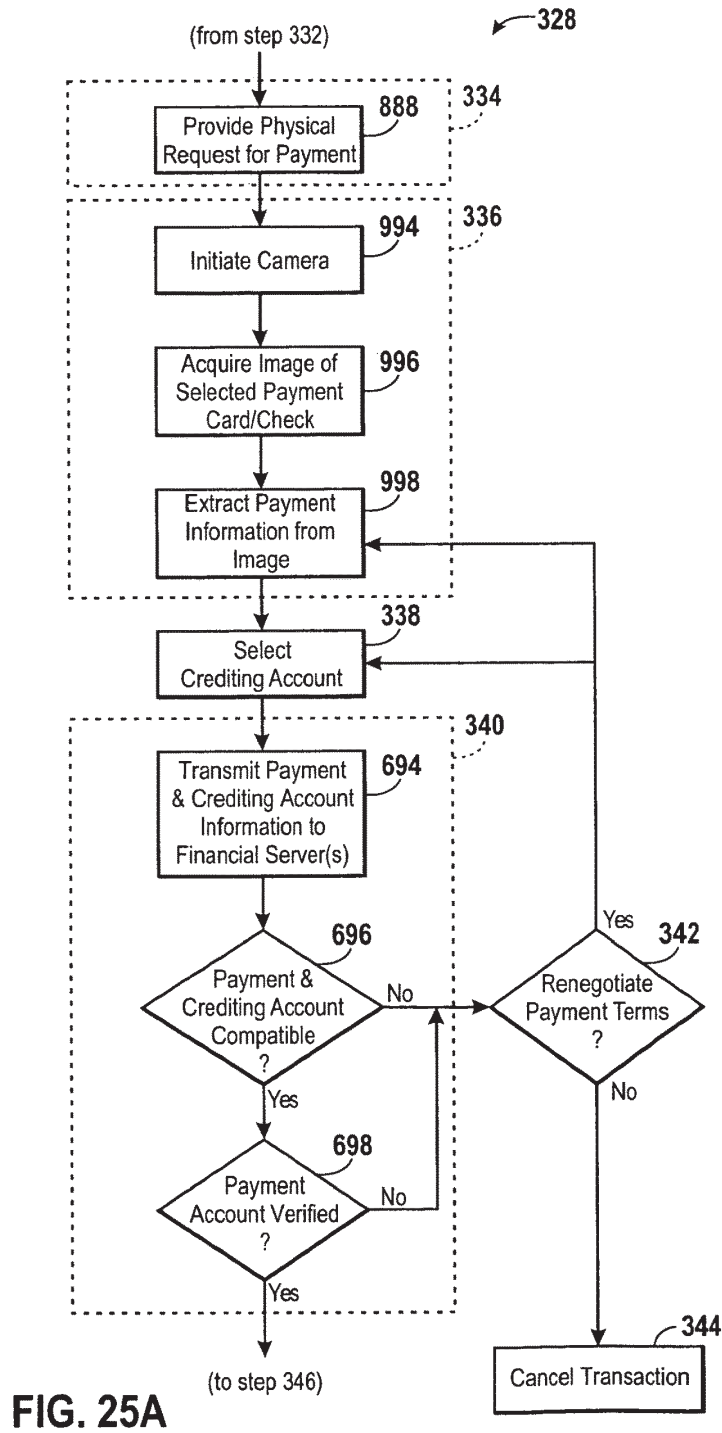 (from step 332)
328
888
334
Provide Physical
Request for Payment
994
336
Initiate Camera
996
Acquire Image of
Selected Payment
Card/Check
998
Extract Payment
Information from
Image
338
Select
Crediting Account
340
694
Transmit Payment
& Crediting Account
Information to
Financial Server(s)
696
Payment &
Crediting Account
Compatible
?
No
Yes
Yes
342
Renegotiate
Payment Terms
?
No
698
Payment
Account Verified
?
No
Yes
344
Cancel Transaction
(to step 346)
FIG. 25A